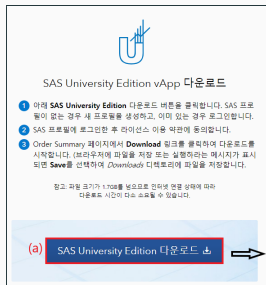 SAS University Edition vApp 다운로드
1 아래 SAS University Edition 다운로드 버튼을 클릭합니다. SAS 프로
필이 없는 경우 새 프로필을 생성하고, 이미 있는 경우 로그인합니다.
2 SAS 프로필에 로그인한 후 라이선스 이용 약관에 동의합니다.
3 Order Summary 페이지에서 Download 링크를 클릭하여 다운로드를
시작합니다. (브라우저에 파일을 저장 또는 실행하라는 메시지가 표시
되면 Save를 선택하여 Downloads 디렉토리에 파일을 저장합니다.
참고: 파일 크기가 1.7GB를 넘으므로 인터넷 연결 상태에 따라
다운로드 시간이 다소 소요될 수 있습니다.
(a) SAS University Edition 다운로드